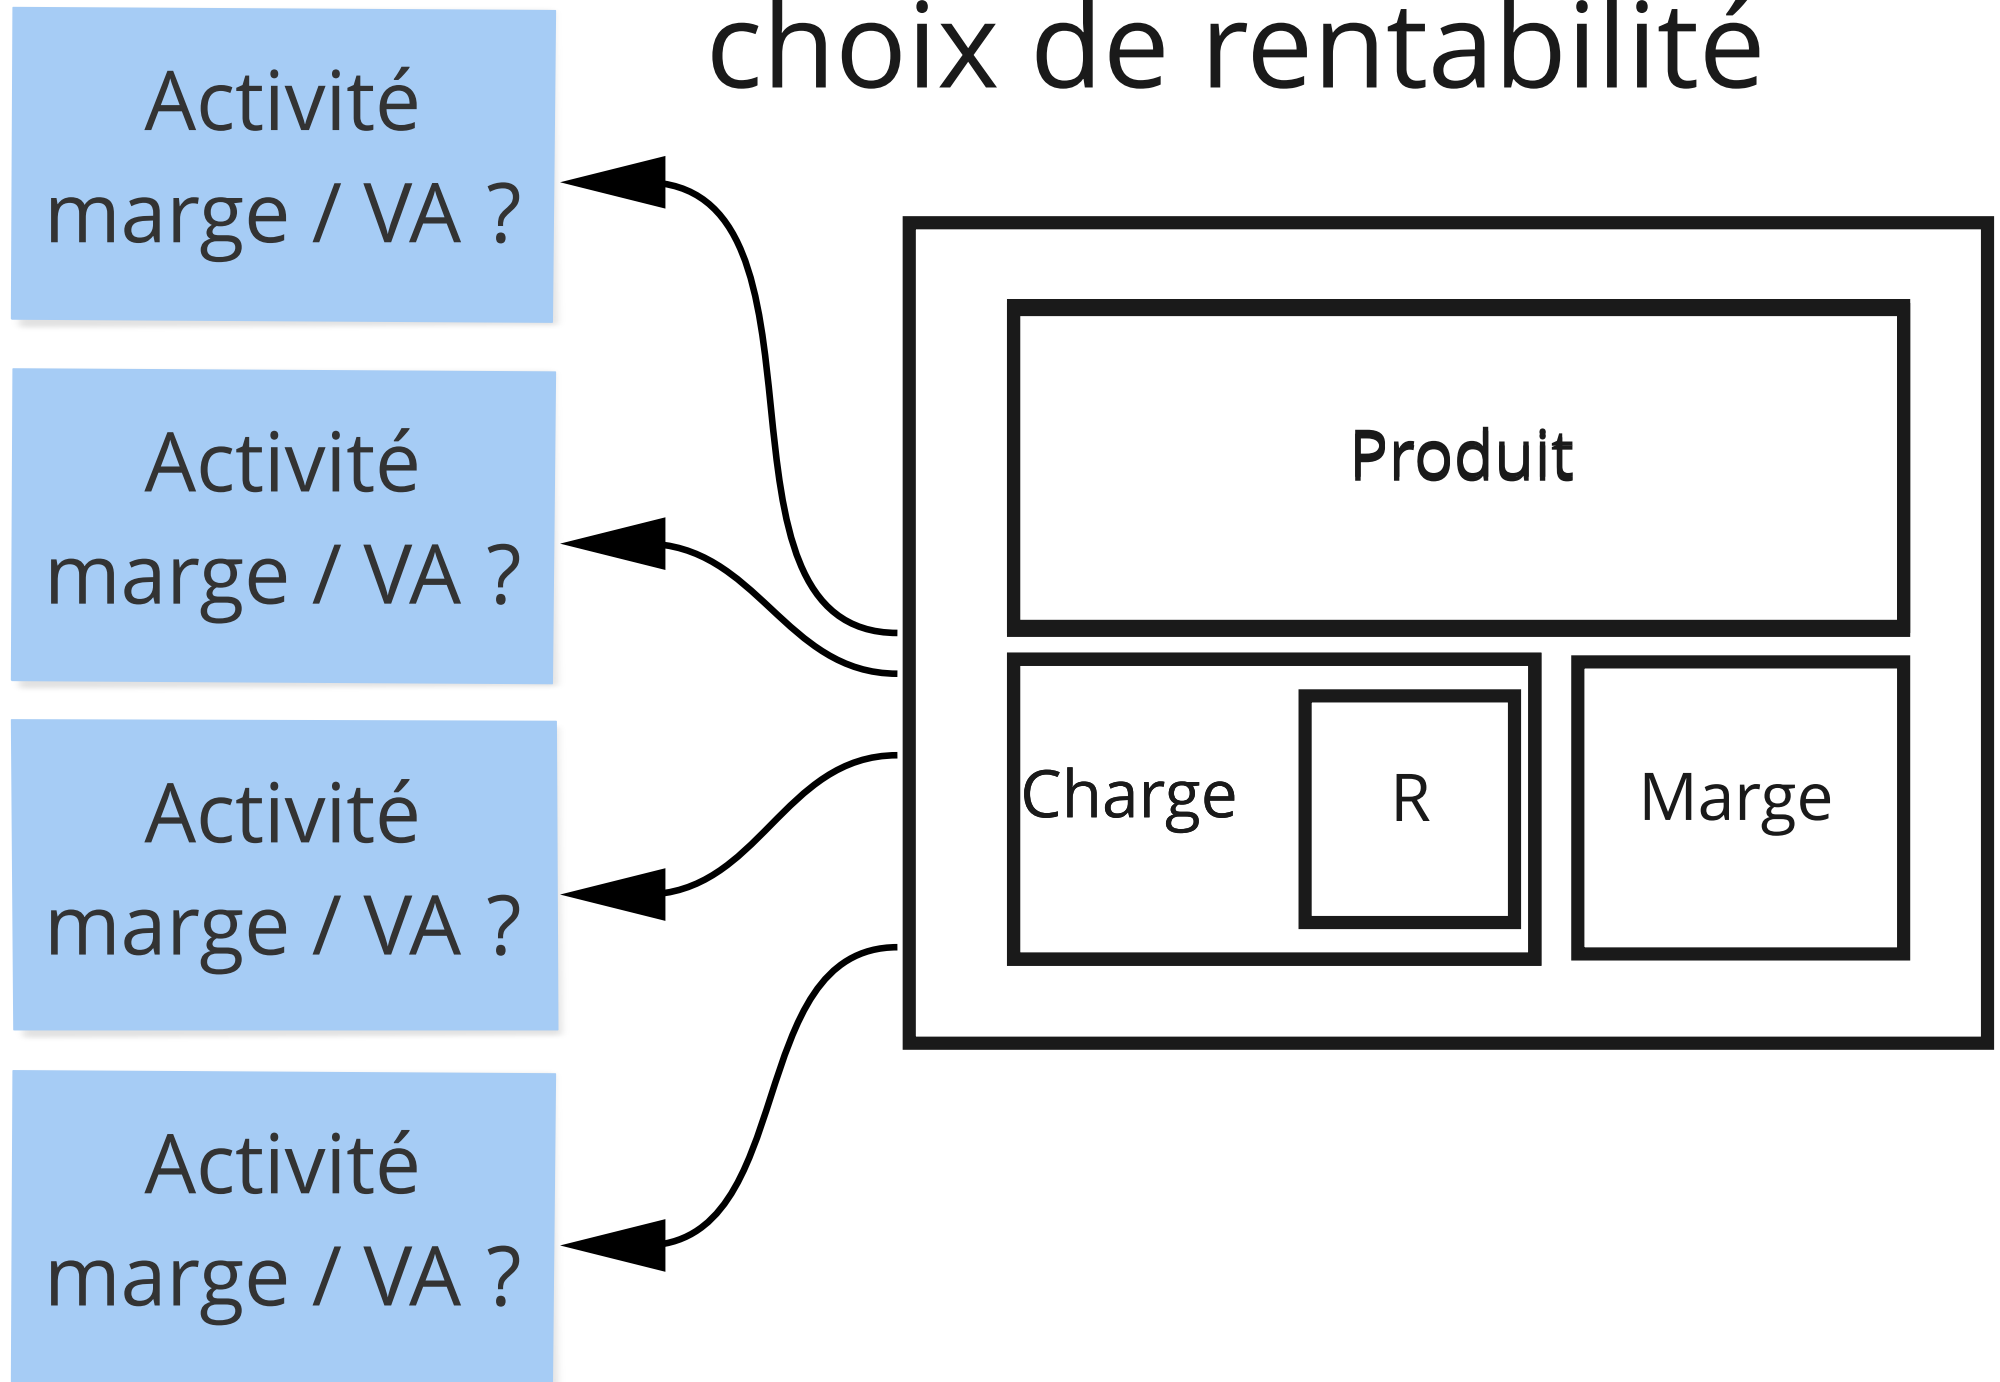 choix de rentabilité
Activité
marge / VA ?
Activité
marge / VA ?
Activité
marge / VA ?
Activité
marge / VA ?
Produit
Charge
R
Marge